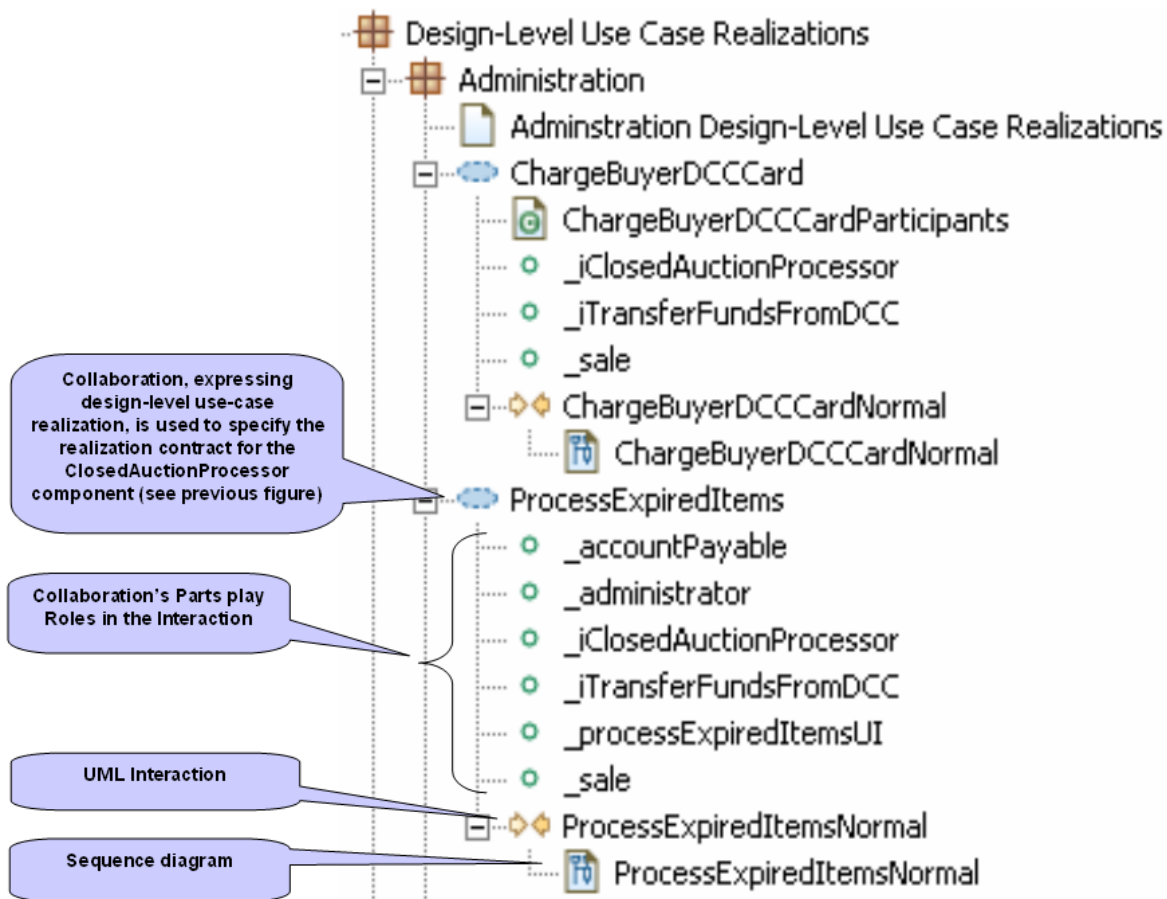 Design-Level Use Case Realizations
Administration
Adminstration Design-Level Use Case Realizations
ChargeBuyerDCCCard
ChargeBuyerDCCCardParticipants
_iClosedAuctionProcessor
_iTransferFundsFromDCC
_sale
ChargeBuyerDCCCardNormal
ChargeBuyerDCCCardNormal
ProcessExpiredItems
_accountPayable
_administrator
_iClosedAuctionProcessor
_iTransferFundsFromDCC
_processExpiredItemsUI
_sale
ProcessExpiredItemsNormal
ProcessExpiredItemsNormal
Collaboration, expressing
design-level use-case
realization, is used to specify the
realization contract for the
ClosedAuctionProcessor
component (see previous figure)
Collaboration's Parts play
Roles in the Interaction
UML Interaction
Sequence diagram